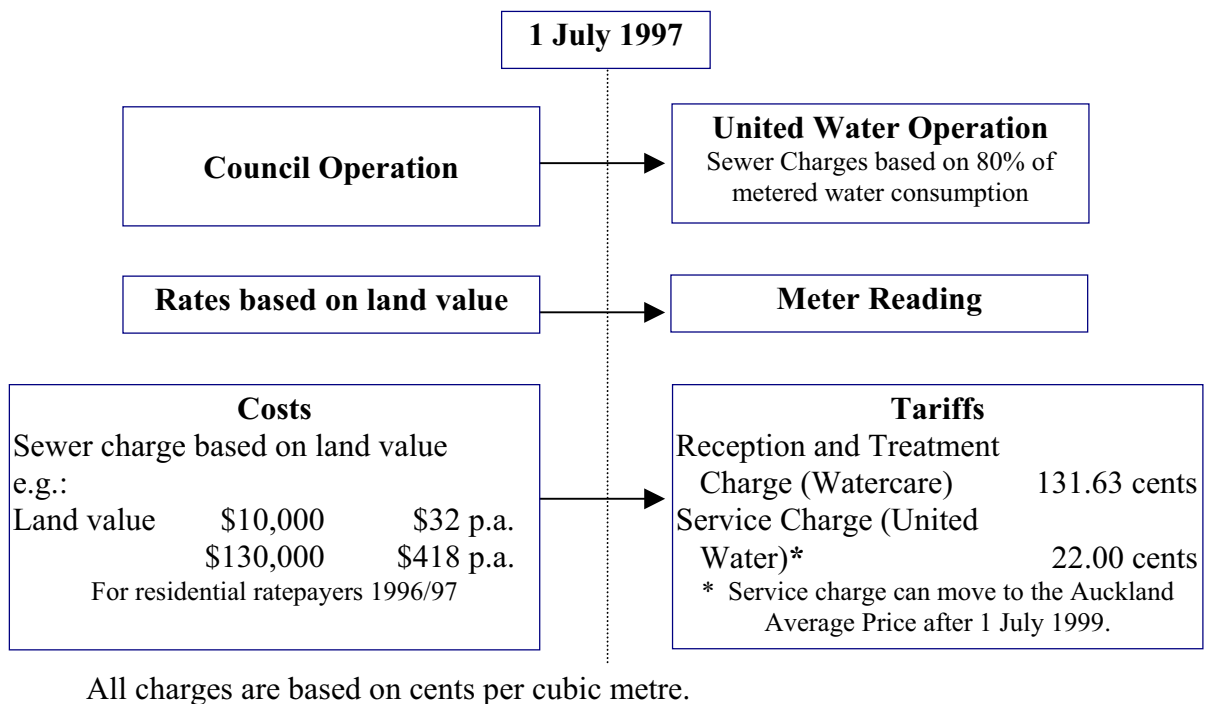 1 July 1997
Council Operation
United Water Operation
Sewer Charges based on 80% of
metered water consumption
Rates based on land value
Meter Reading
Costs
Sewer charge based on land value
e.g.:
Land value $10,000 $32 p.a.
$130,000 $418 p.a.
For residential ratepayers 1996/97
Tariffs
Reception and Treatment
Charge (Watercare) 131.63 cents
Service Charge (United
Water)* 22.00 cents
* Service charge can move to the Auckland
Average Price after 1 July 1999.
All charges are based on cents per cubic metre.